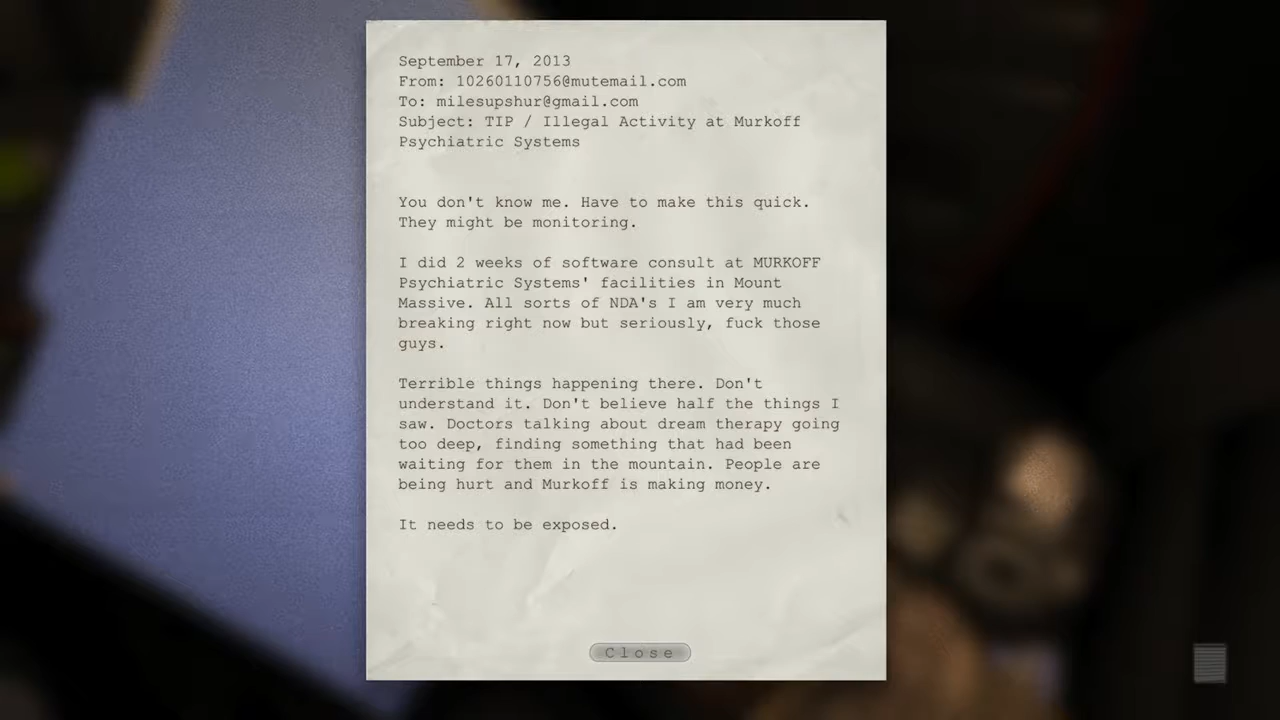 September 17, 2013
From: 10260110756@mutemail.com
To: milesupshur@gmail.com
Subject: TIP / Illegal Activity at Murkoff
Psychiatric Systems
You don't know me. Have to make this quick.
They might be monitoring.
I did 2 weeks of software consult at MURKOFF
Psychiatric Systems' facilities in Mount
Massive. All sorts of NDA's I am very much
breaking right now but seriously, fuck those
guys.
Terrible things happening there. Don't
understand it. Don't believe half the things I
saw. Doctors talking about dream therapy going
too deep, finding something that had been
waiting for them in the mountain. People are
being hurt and Murkoff is making money.
It needs to be exposed.
Close